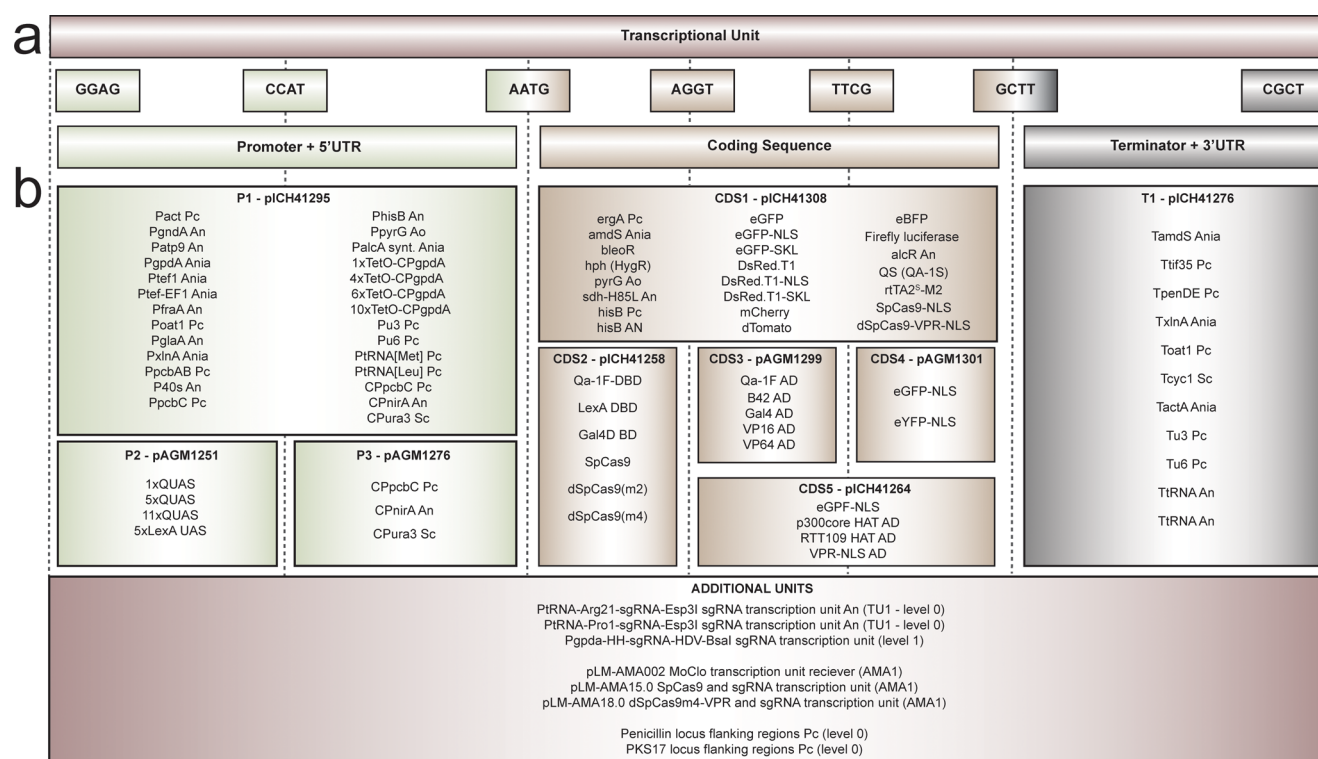 a
Transcriptional Unit
GGAG
CCAT
AATG
AGGT
TTCG
GCTT
CGCT
Promoter + 5'UTR
Coding Sequence
Terminator + 3'UTR
b
P1 - pICH41295
Pact Pc
PgndA An
Patp9 An
PgpdA Ania
Ptef1 Ania
Ptef-EF1 Ania
PfraA An
Poat1 Pc
PglaA An
PxlnA Ania
PpcbAB Pc
P40s An
PpcbC Pc
PhisB An
PpyrG Ao
PalcA synt. Ania
1xTetO-CPgpdA
4xTetO-CPgpdA
6xTetO-CPgpdA
10xTetO-CPgpdA
Pu3 Pc
Pu6 Pc
PtRNA[Met] Pc
PtRNA[Leu] Pc
CPpcbC Pc
CPnirA An
CPura3 Sc
CDS1 - pICH41308
ergA Pc
amdS Ania
bleoR
hph (HygR)
pyrG Ao
sdh-H85L An
hisB Pc
hisB AN
eGFP
eGFP-NLS
eGFP-SKL
DsRed.T1
DsRed.T1-NLS
DsRed.T1-SKL
mCherry
dTomato
eBFP
Firefly luciferase
alcR An
QS (QA-1S)
rtTA2ˢ-M2
SpCas9-NLS
dSpCas9-VPR-NLS
T1 - pICH41276
TamdS Ania
Ttif35 Pc
TpenDE Pc
TxlnA Ania
Toat1 Pc
Tcyc1 Sc
TactA Ania
Tu3 Pc
Tu6 Pc
TtRNA An
TtRNA An
P2 - pAGM1251
1xQUAS
5xQUAS
11xQUAS
5xLexA UAS
P3 - pAGM1276
CPpcbC Pc
CPnirA An
CPura3 Sc
CDS2 - pICH41258
Qa-1F-DBD
LexA DBD
Gal4D BD
SpCas9
dSpCas9(m2)
dSpCas9(m4)
CDS3 - pAGM1299
Qa-1F AD
B42 AD
Gal4 AD
VP16 AD
VP64 AD
CDS4 - pAGM1301
eGFP-NLS
eYFP-NLS
CDS5 - pICH41264
eGPF-NLS
p300core HAT AD
RTT109 HAT AD
VPR-NLS AD
ADDITIONAL UNITS
PtRNA-Arg21-sgRNA-Esp3I sgRNA transcription unit An (TU1 - level 0)
PtRNA-Pro1-sgRNA-Esp3I sgRNA transcription unit An (TU1 - level 0)
Pgpda-HH-sgRNA-HDV-BsaI sgRNA transcription unit (level 1)
pLM-AMA002 MoClo transcription unit reciever (AMA1)
pLM-AMA15.0 SpCas9 and sgRNA transcription unit (AMA1)
pLM-AMA18.0 dSpCas9m4-VPR and sgRNA transcription unit (AMA1)
Penicillin locus flanking regions Pc (level 0)
PKS17 locus flanking regions Pc (level 0)